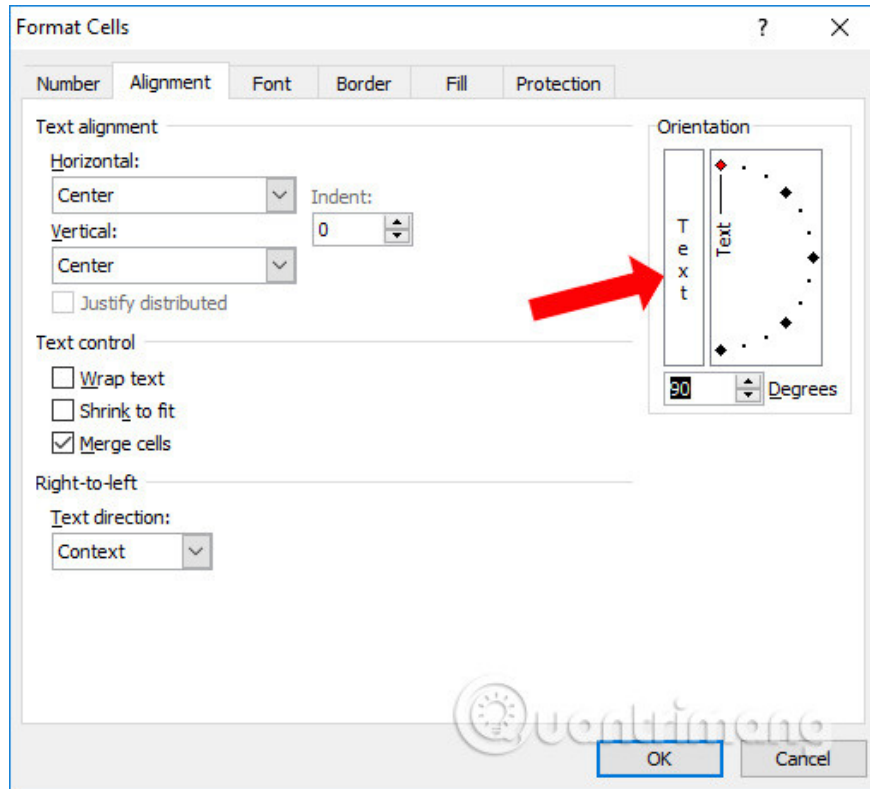 Format Cells ?
Number Alignment Font Border Fill Protection
Text alignment
Horizontal:
Center
Indent:
0
Vertical:
Center
Justify distributed
Text control
Wrap text
Shrink to fit
Merge cells
Right-to-left
Text direction:
Context
Orientation
Text
Text
90 Degrees
Quantrimang
OK Cancel